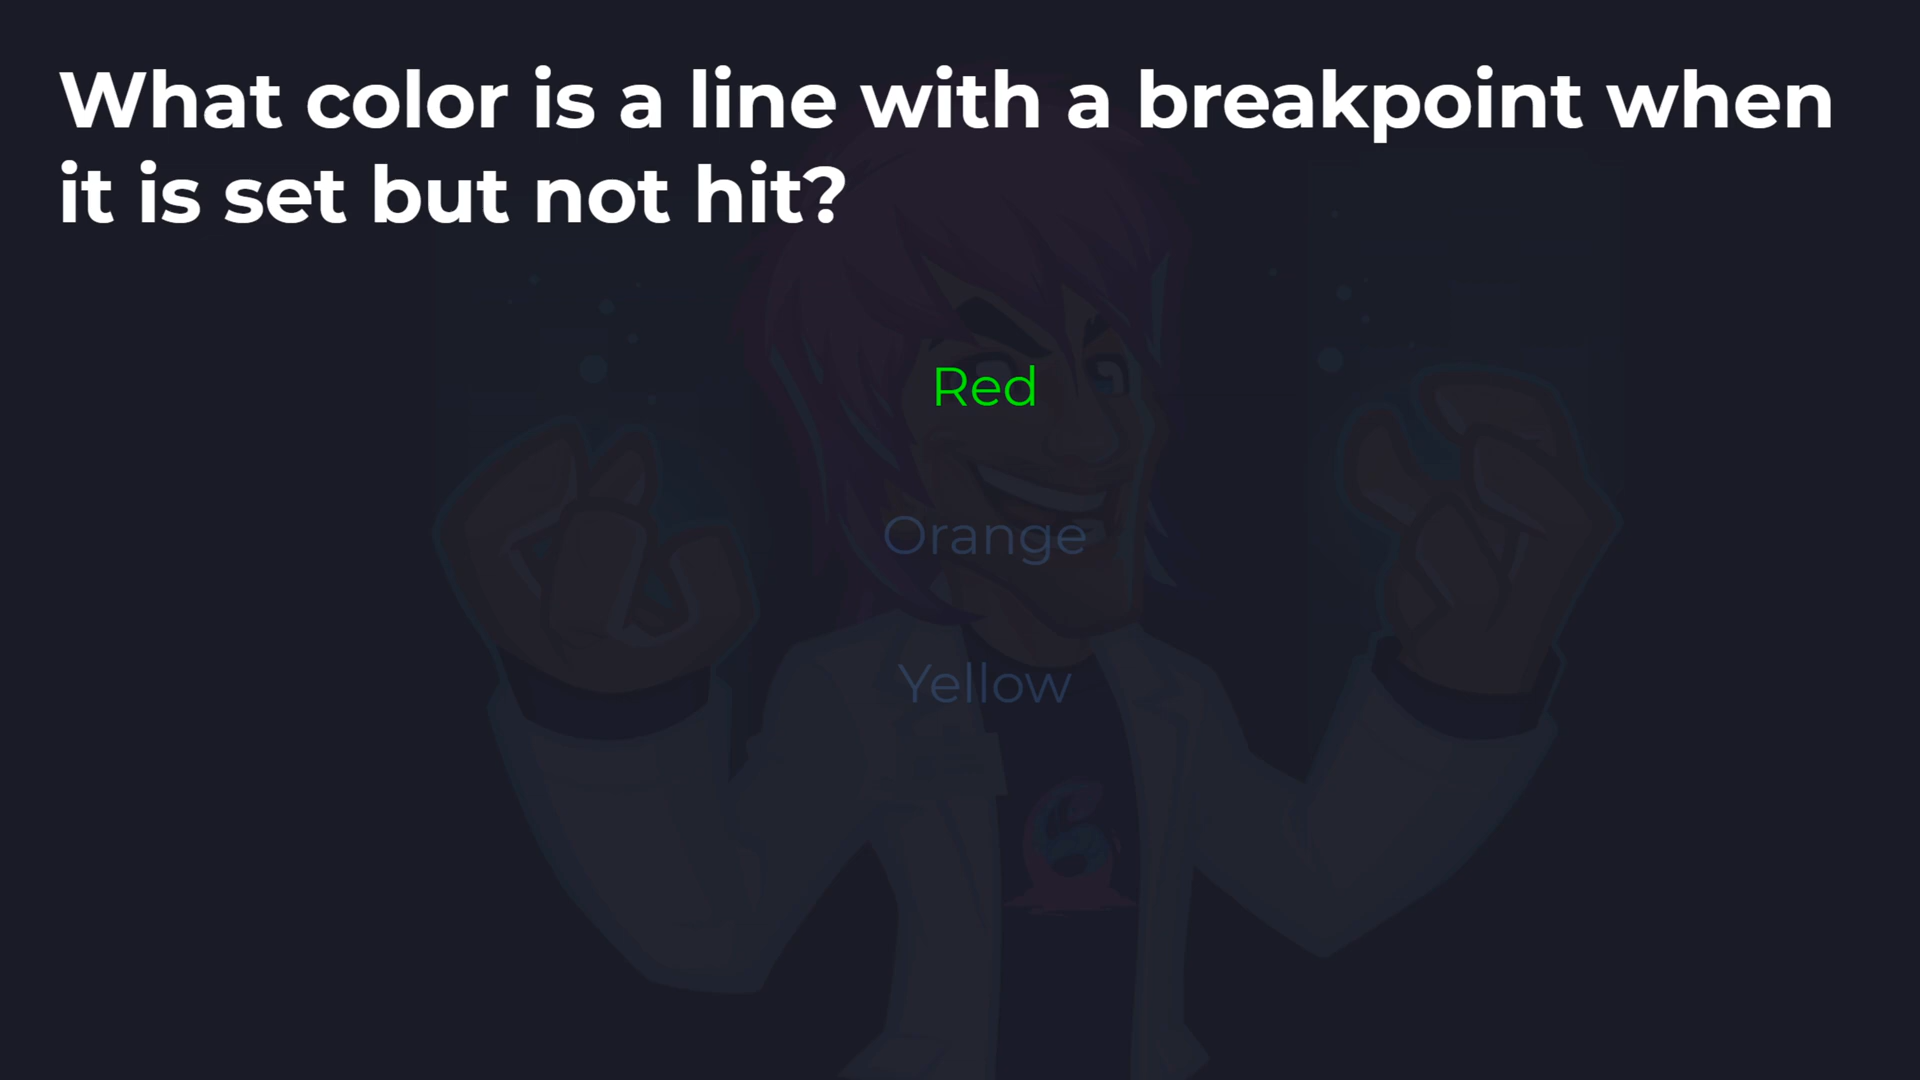 What color is a line with a breakpoint when
it is set but not hit?
Red
Orange
Yellow